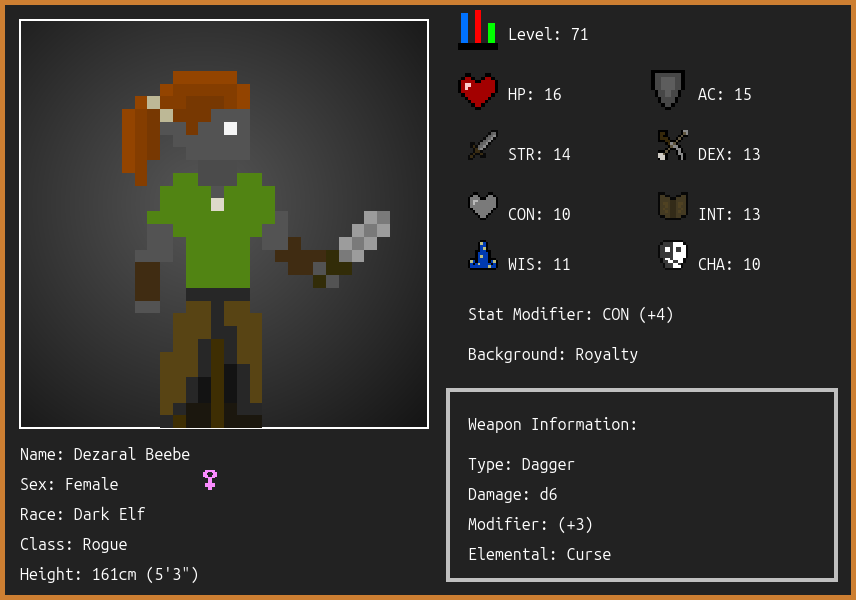 Level: 71
HP: 16 AC: 15
STR: 14 DEX: 13
CON: 10 INT: 13
WIS: 11 CHA: 10
Stat Modifier: CON (+4)
Background: Royalty
Weapon Information:
Type: Dagger
Damage: d6
Modifier: (+3)
Elemental: Curse
Name: Dezaral Beebe
Sex: Female
Race: Dark Elf
Class: Rogue
Height: 161cm (5'3")